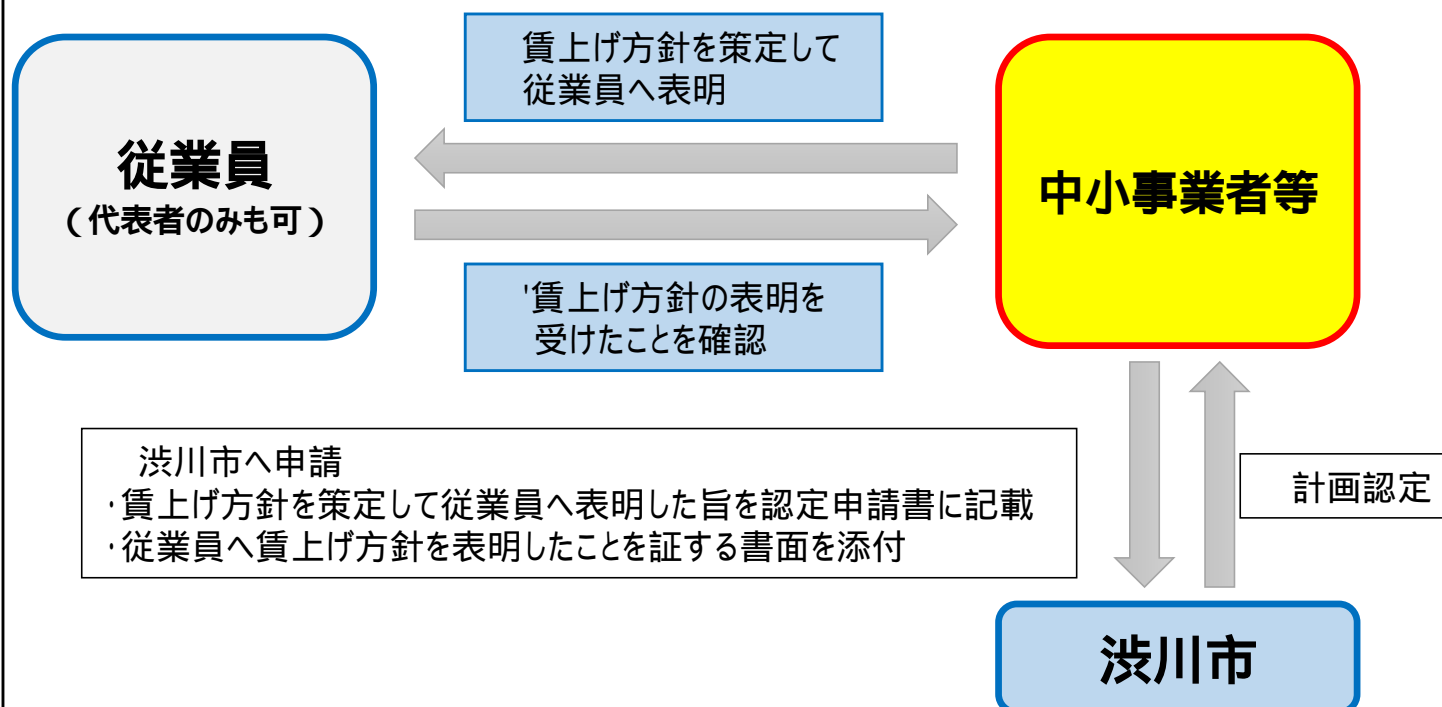 賃上げ方針を策定して
従業員へ表明
従業員
（代表者のみも可）
中小事業者等
'賃上げ方針の表明を
受けたことを確認
渋川市へ申請
・賃上げ方針を策定して従業員へ表明した旨を認定申請書に記載
・従業員へ賃上げ方針を表明したことを証する書面を添付
計画認定
渋川市